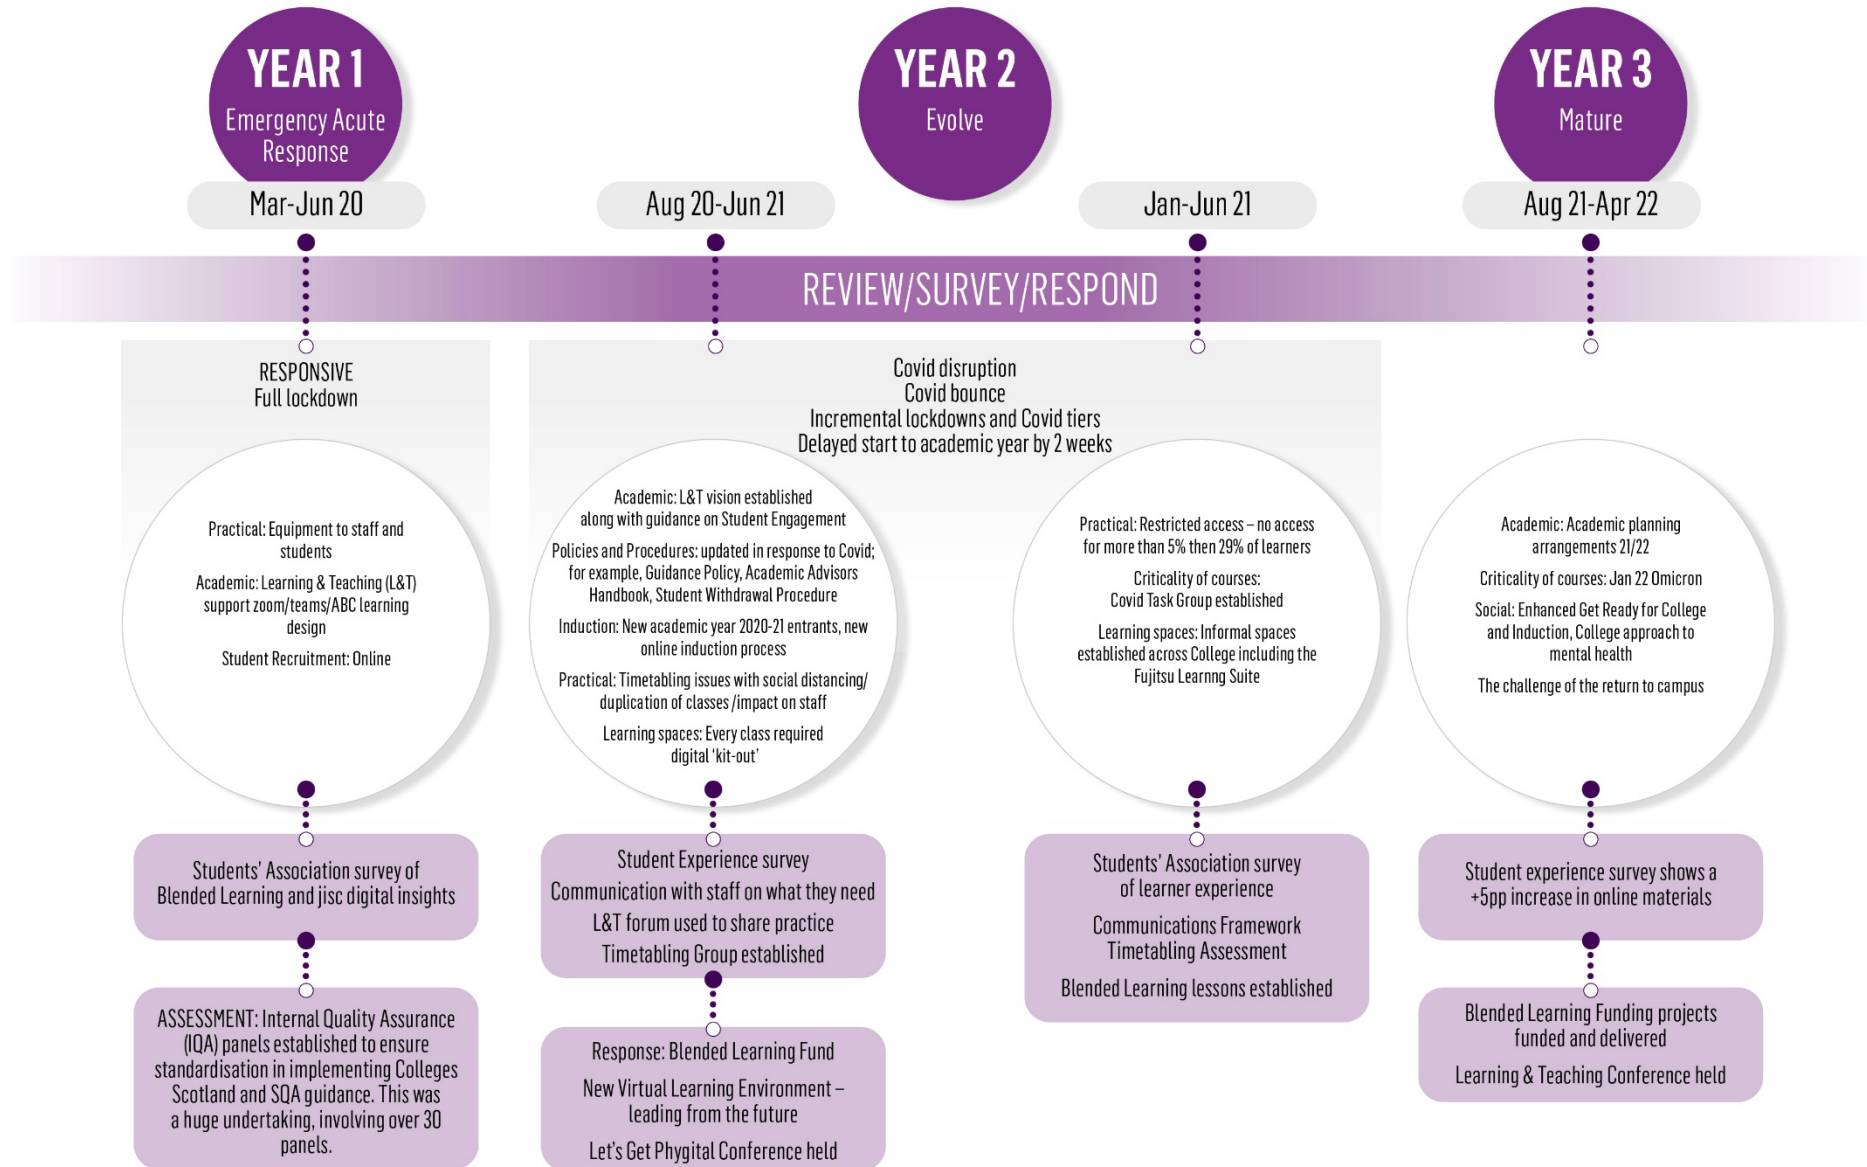 YEAR 1
Emergency Acute
Response
YEAR 2
Evolve
YEAR 3
Mature
Mar-Jun 20
Aug 20-Jun 21
Jan-Jun 21
Aug 21-Apr 22
REVIEW/SURVEY/RESPOND
RESPONSIVE
Full lockdown
Covid disruption
Covid bounce
Incremental lockdowns and Covid tiers
Delayed start to academic year by 2 weeks
Practical: Equipment to staff and
students
Academic: Learning & Teaching (L&T)
support zoom/teams/ABC learning
design
Student Recruitment: Online
Academic: L&T vision established
along with guidance on Student Engagement
Policies and Procedures: updated in response to Covid;
for example, Guidance Policy, Academic Advisors
Handbook, Student Withdrawal Procedure
Induction: New academic year 2020-21 entrants, new
online induction process
Practical: Timetabling issues with social distancing/
duplication of classes /impact on staff
Learning spaces: Every class required
digital ‘kit-out’
Practical: Restricted access – no access
for more than 5% then 29% of learners
Criticality of courses:
Covid Task Group established
Learning spaces: Informal spaces
established across College including the
Fujitsu Learnng Suite
Academic: Academic planning
arrangements 21/22
Criticality of courses: Jan 22 Omicron
Social: Enhanced Get Ready for College
and Induction, College approach to
mental health
The challenge of the return to campus
Students’ Association survey of
Blended Learning and jisc digital insights
ASSESSMENT: Internal Quality Assurance
(IQA) panels established to ensure
standardisation in implementing Colleges
Scotland and SQA guidance. This was
a huge undertaking, involving over 30
panels.
Student Experience survey
Communication with staff on what they need
L&T forum used to share practice
Timetabling Group established
Response: Blended Learning Fund
New Virtual Learning Environment –
leading from the future
Let’s Get Phygital Conference held
Students’ Association survey
of learner experience
Communications Framework
Timetabling Assessment
Blended Learning lessons established
Student experience survey shows a
+5pp increase in online materials
Blended Learning Funding projects
funded and delivered
Learning & Teaching Conference held